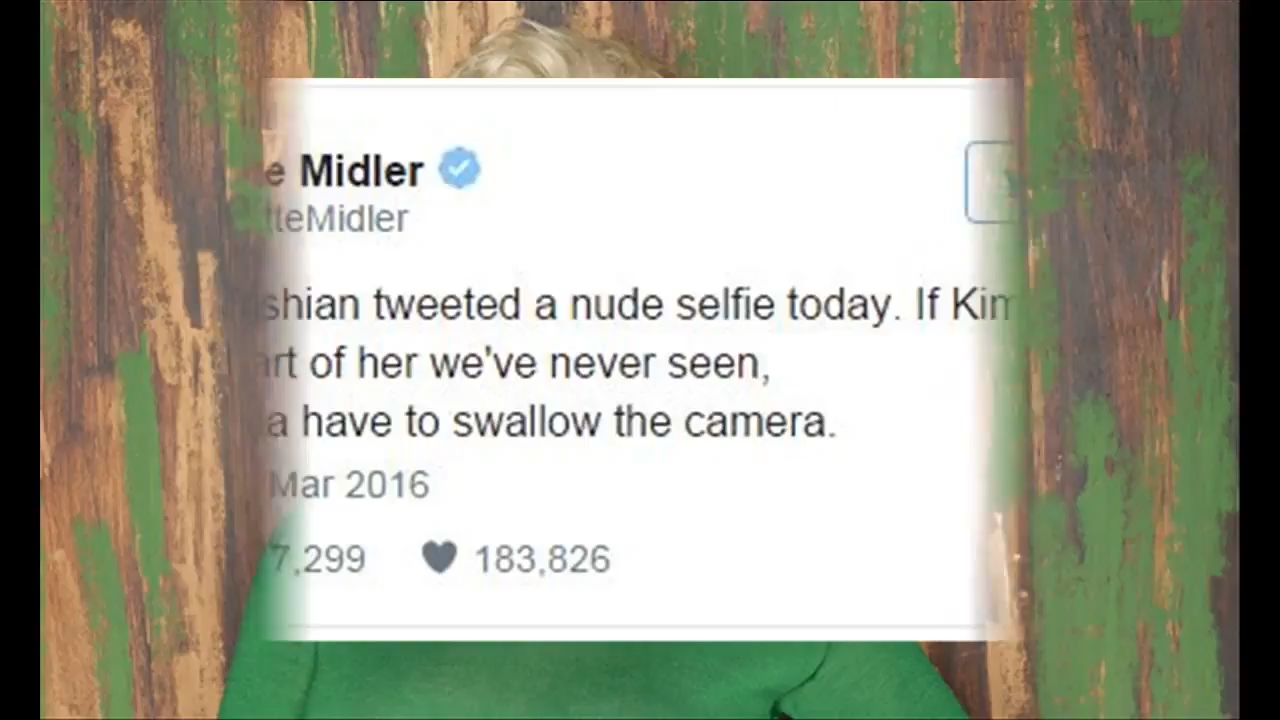 Midler
tteMidler
shian tweeted a nude selfie today. If Kim
art of her we've never seen,
a have to swallow the camera.
Mar 2016
7,299 183,826